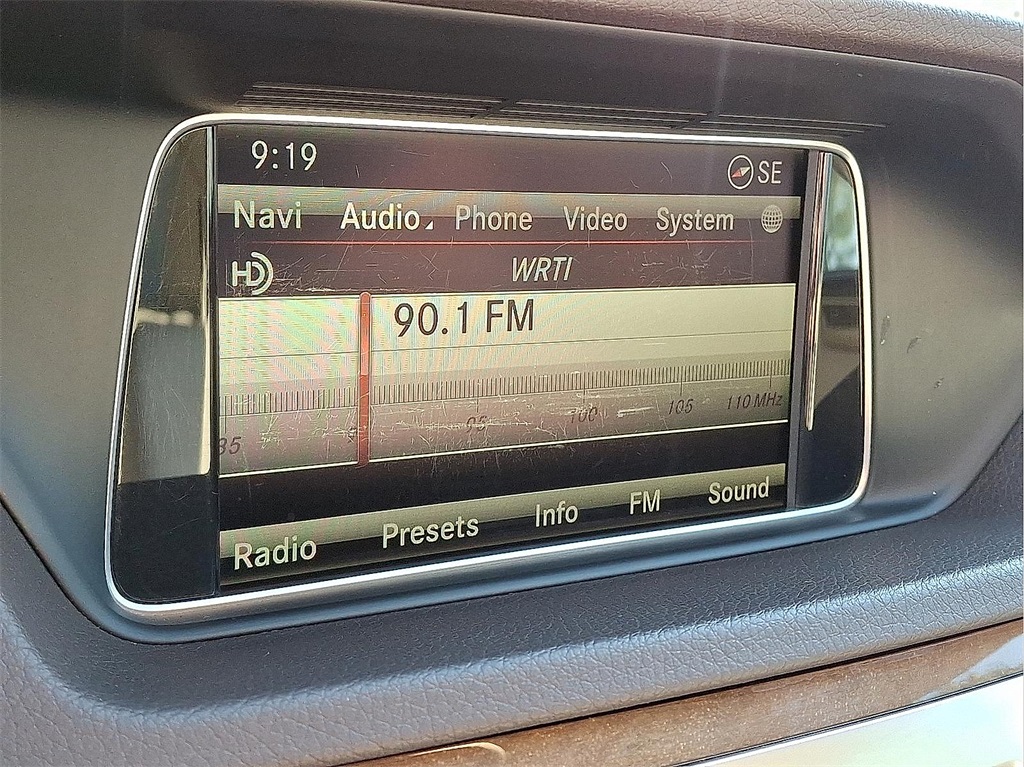 9:19 SE
Navi Audio Phone Video System
HD WRTI
90.1 FM
85 95 100 105 110 MHz
Radio Presets Info FM Sound